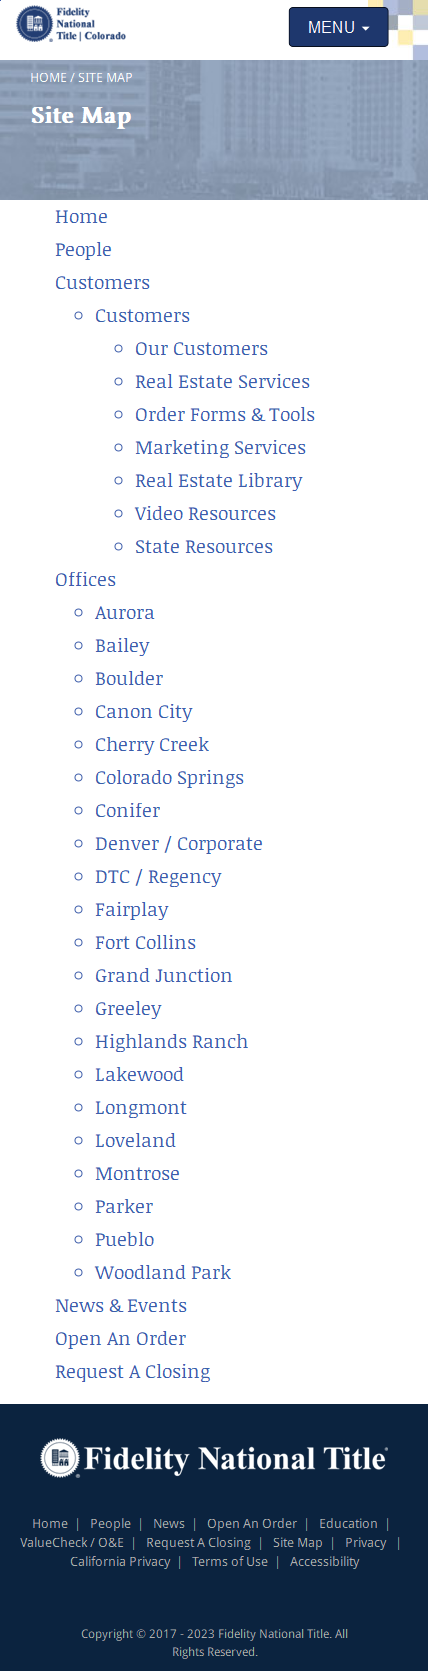 Fidelity
National
Title | Colorado
MENU
HOME / SITE MAP
Site Map
Home
People
Customers
Customers
Our Customers
Real Estate Services
Order Forms & Tools
Marketing Services
Real Estate Library
Video Resources
State Resources
Offices
Aurora
Bailey
Boulder
Canon City
Cherry Creek
Colorado Springs
Conifer
Denver / Corporate
DTC / Regency
Fairplay
Fort Collins
Grand Junction
Greeley
Highlands Ranch
Lakewood
Longmont
Loveland
Montrose
Parker
Pueblo
Woodland Park
News & Events
Open An Order
Request A Closing
Fidelity National Title®
Home | People | News | Open An Order | Education |
ValueCheck / O&E | Request A Closing | Site Map | Privacy |
California Privacy | Terms of Use | Accessibility
Copyright © 2017 - 2023 Fidelity National Title. All
Rights Reserved.